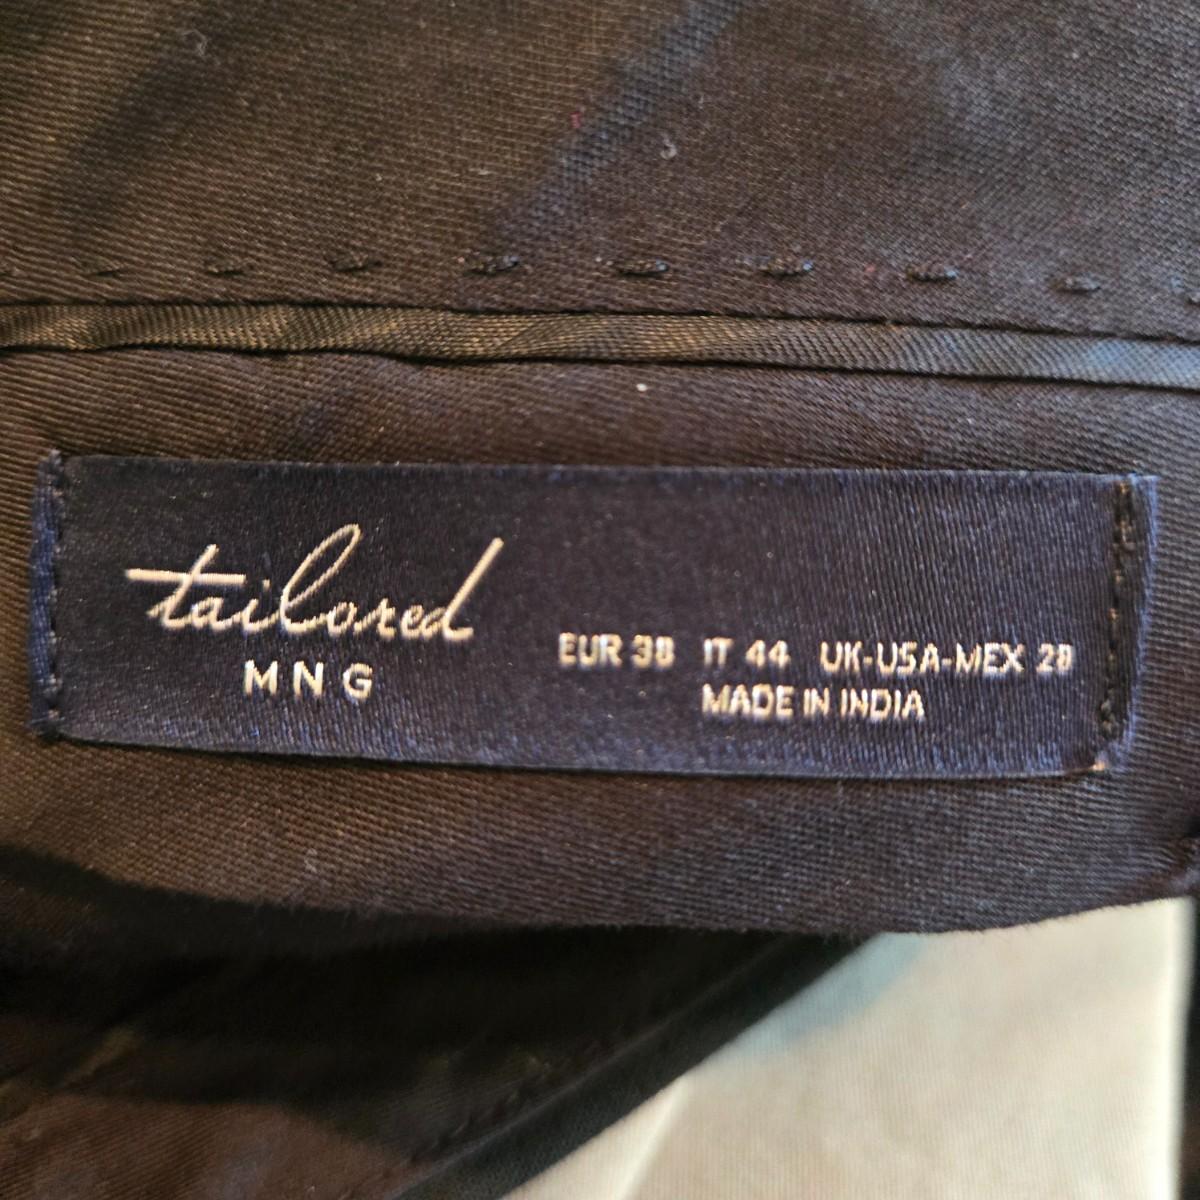 tailored
MNG
EUR 38 IT 44 UK-USA-MEX 28
MADE IN INDIA